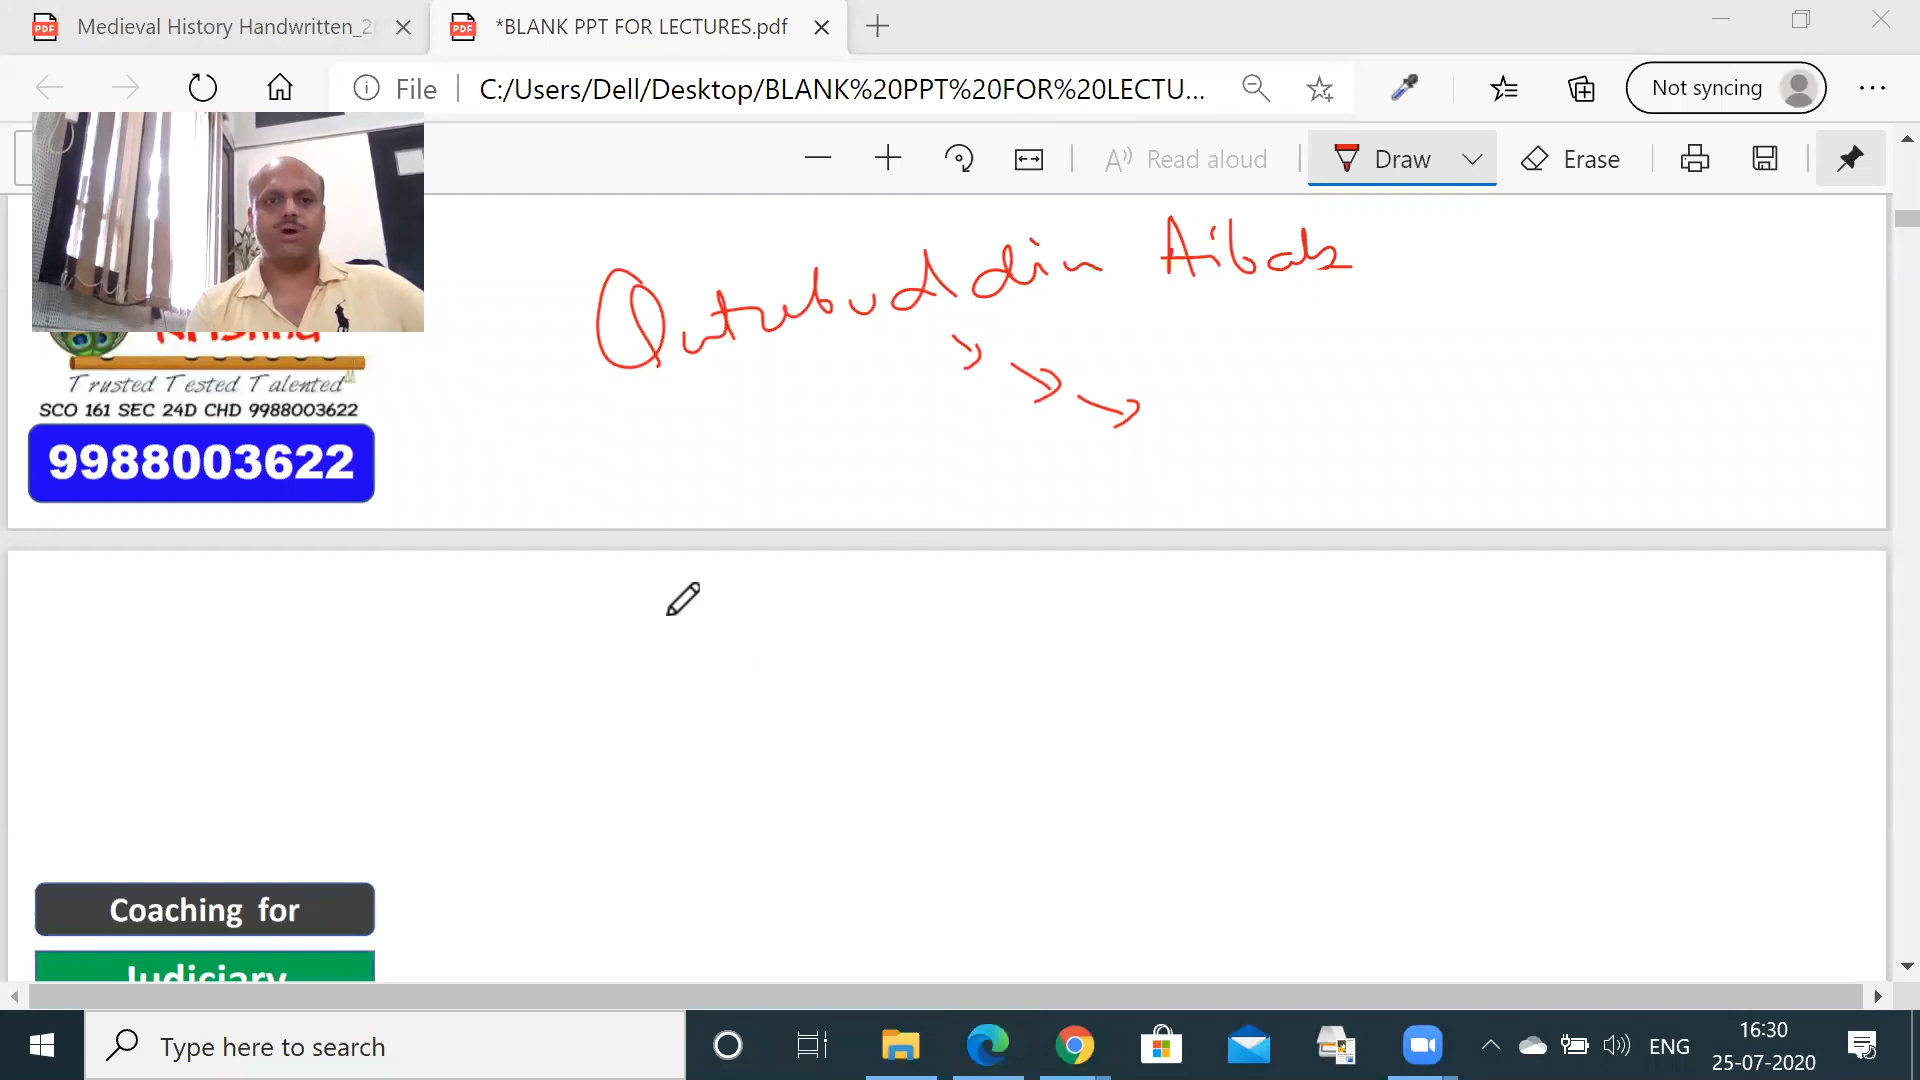 Medieval History Handwritten_2
*BLANK PPT FOR LECTURES.pdf
File
C:/Users/Dell/Desktop/BLANK%20PPT%20FOR%20LECTU...
Not syncing
Read aloud
Draw
Erase
Qutubuddin Aibak
Trusted Tested Talented
SCO 161 SEC 24D CHD 9988003622
9988003622
Coaching for
Judiciary
Type here to search
ENG
16:30
25-07-2020